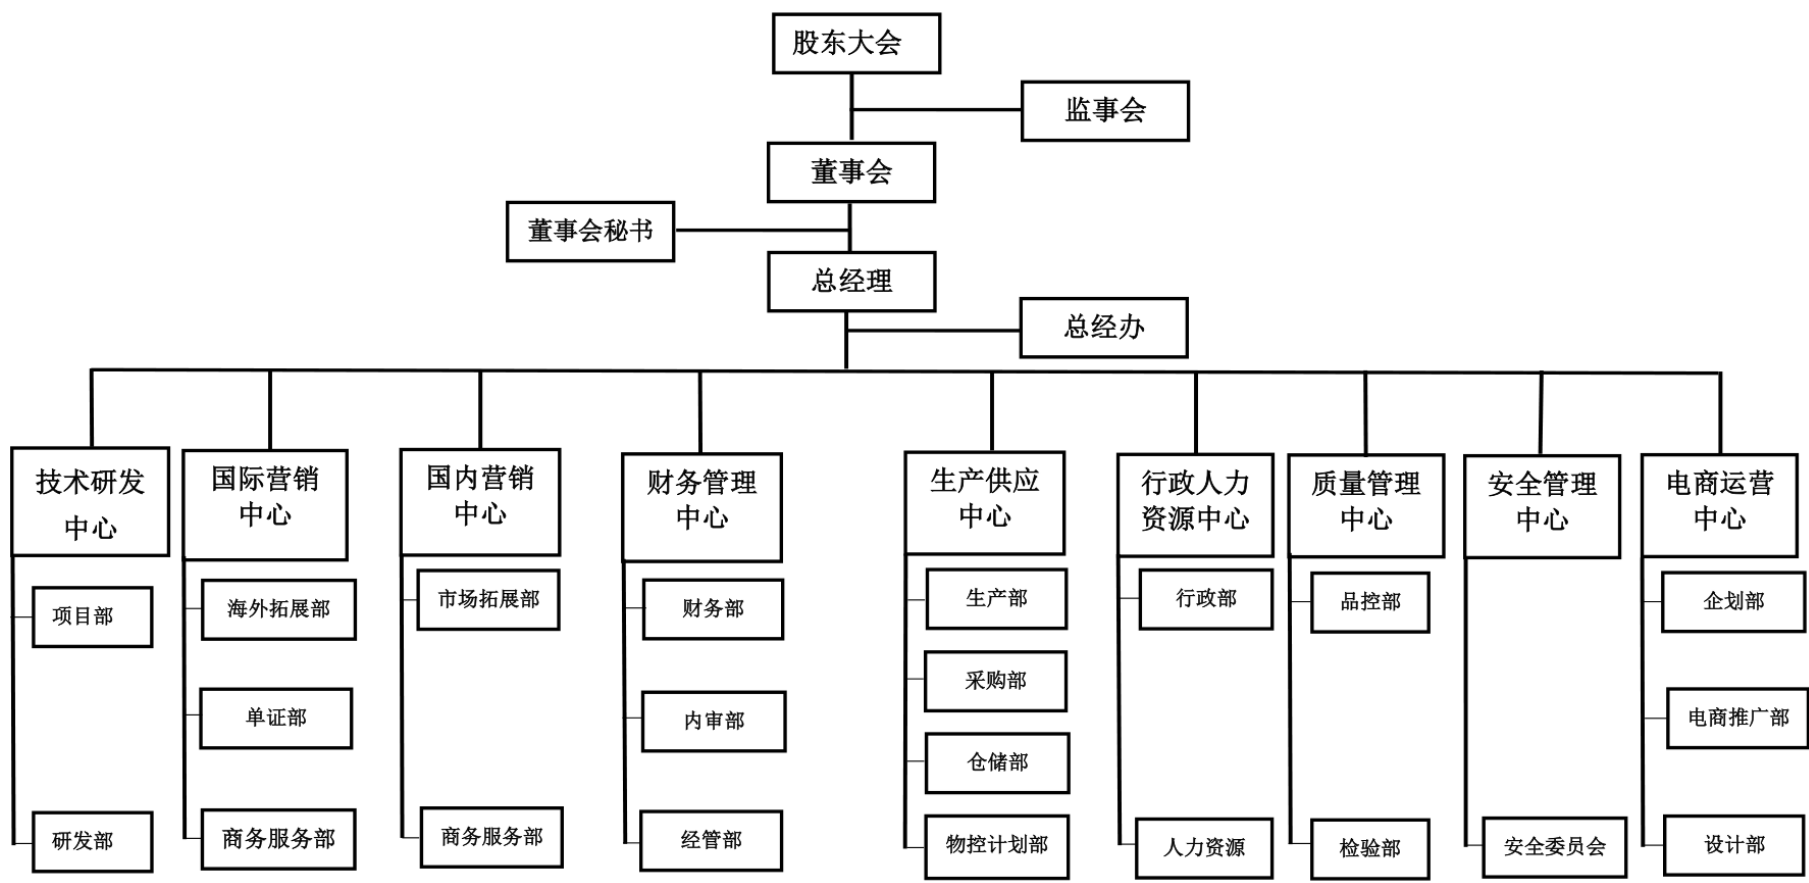 股东大会
监事会
董事会
董事会秘书
总经理
总经办
技术研发
中心
国际营销
中心
国内营销
中心
财务管理
中心
生产供应
中心
行政人力
资源中心
质量管理
中心
安全管理
中心
电商运营
中心
项目部
研发部
海外拓展部
单证部
商务服务部
市场拓展部
商务服务部
财务部
内审部
经管部
生产部
采购部
仓储部
物控计划部
行政部
人力资源
品控部
检验部
安全委员会
企划部
电商推广部
设计部